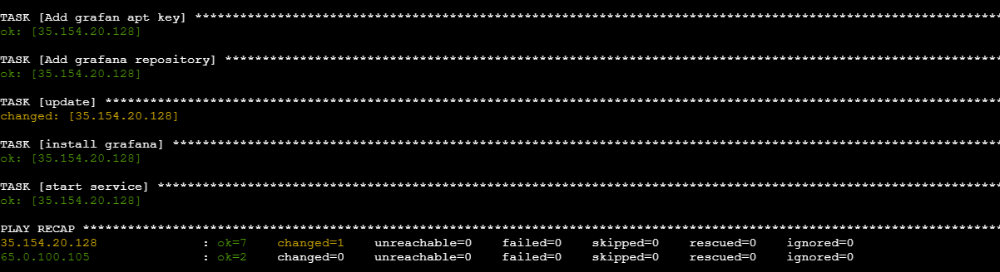 TASK [Add grafan apt key] ******************************************************************************************************************
ok: [35.154.20.128]
TASK [Add grafana repository] **************************************************************************************************************
ok: [35.154.20.128]
TASK [update] ******************************************************************************************************************************
changed: [35.154.20.128]
TASK [install grafana] *********************************************************************************************************************
ok: [35.154.20.128]
TASK [start service] ***********************************************************************************************************************
ok: [35.154.20.128]
PLAY RECAP *********************************************************************************************************************************
35.154.20.128 : ok=7 changed=1 unreachable=0 failed=0 skipped=0 rescued=0 ignored=0
65.0.100.105 : ok=2 changed=0 unreachable=0 failed=0 skipped=0 rescued=0 ignored=0